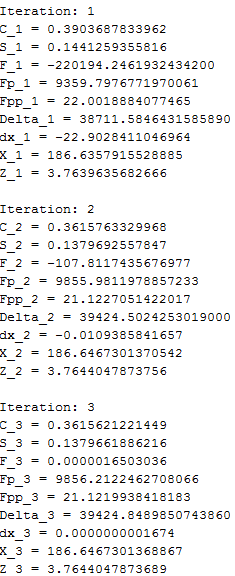 Iteration: 1
C_1 = 0.3903687833962
S_1 = 0.1441259355816
F_1 = -220194.2461932434200
Fp_1 = 9359.7976771970061
Fpp_1 = 22.0018884077465
Delta_1 = 38711.5846431585890
dx_1 = -22.9028411046964
X_1 = 186.6357915528885
Z_1 = 3.7639635682666
Iteration: 2
C_2 = 0.3615763329968
S_2 = 0.1379692557847
F_2 = -107.8117435676977
Fp_2 = 9855.9811978857233
Fpp_2 = 21.1227051422017
Delta_2 = 39424.5024253019000
dx_2 = -0.0109385841657
X_2 = 186.6467301370542
Z_2 = 3.7644047873756
Iteration: 3
C_3 = 0.3615621221449
S_3 = 0.1379661886216
F_3 = 0.0000016503036
Fp_3 = 9856.2122462708066
Fpp_3 = 21.1219938418183
Delta_3 = 39424.8489850743860
dx_3 = 0.0000000001674
X_3 = 186.6467301368867
Z_3 = 3.7644047873689